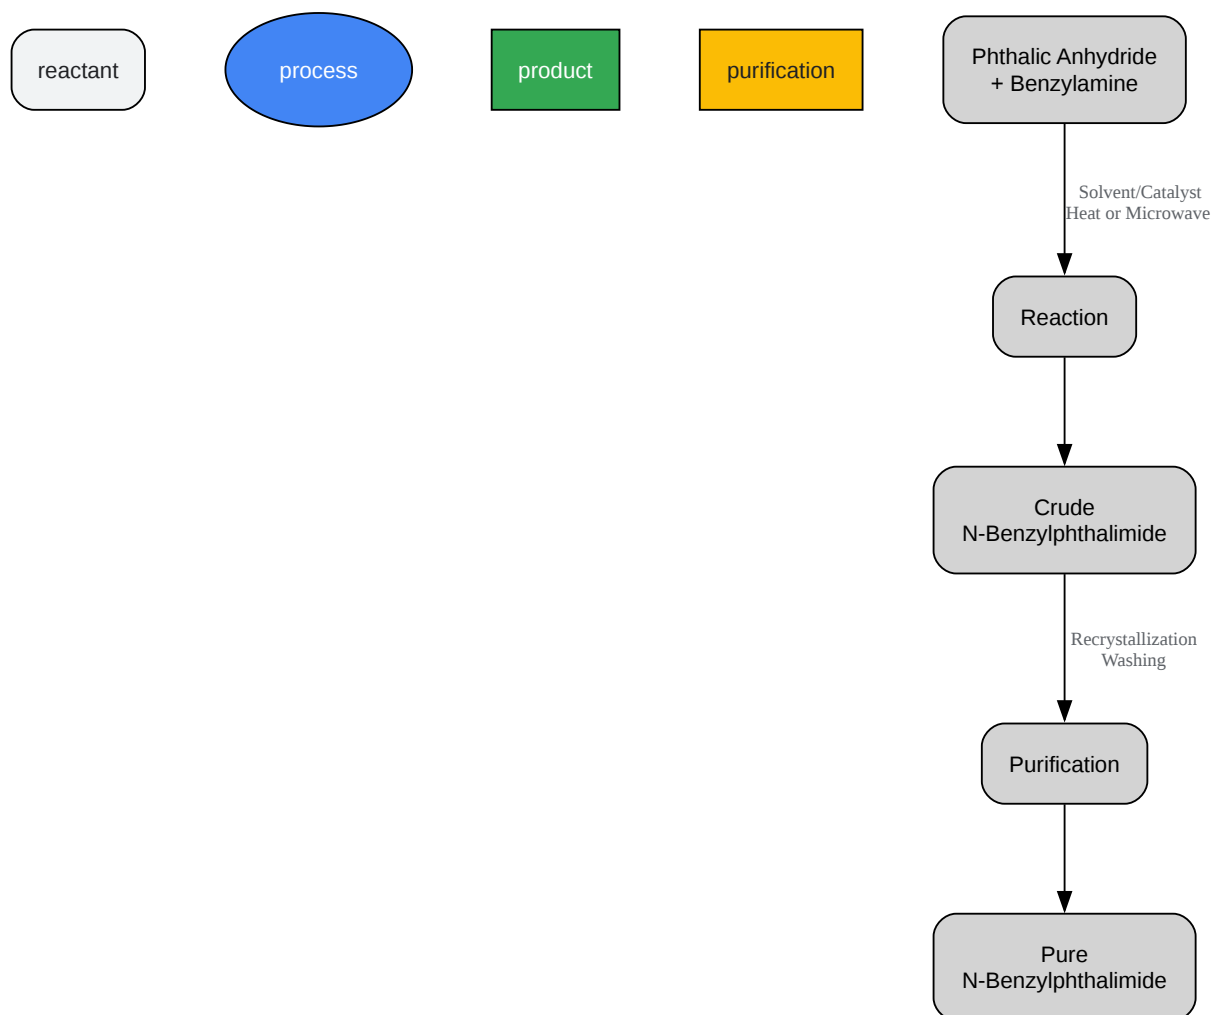 reactant
process
product
purification
Phthalic Anhydride
+ Benzylamine
Solvent/Catalyst
Heat or Microwave
Reaction
Crude
N-Benzylphthalimide
Recrystallization
Washing
Purification
Pure
N-Benzylphthalimide